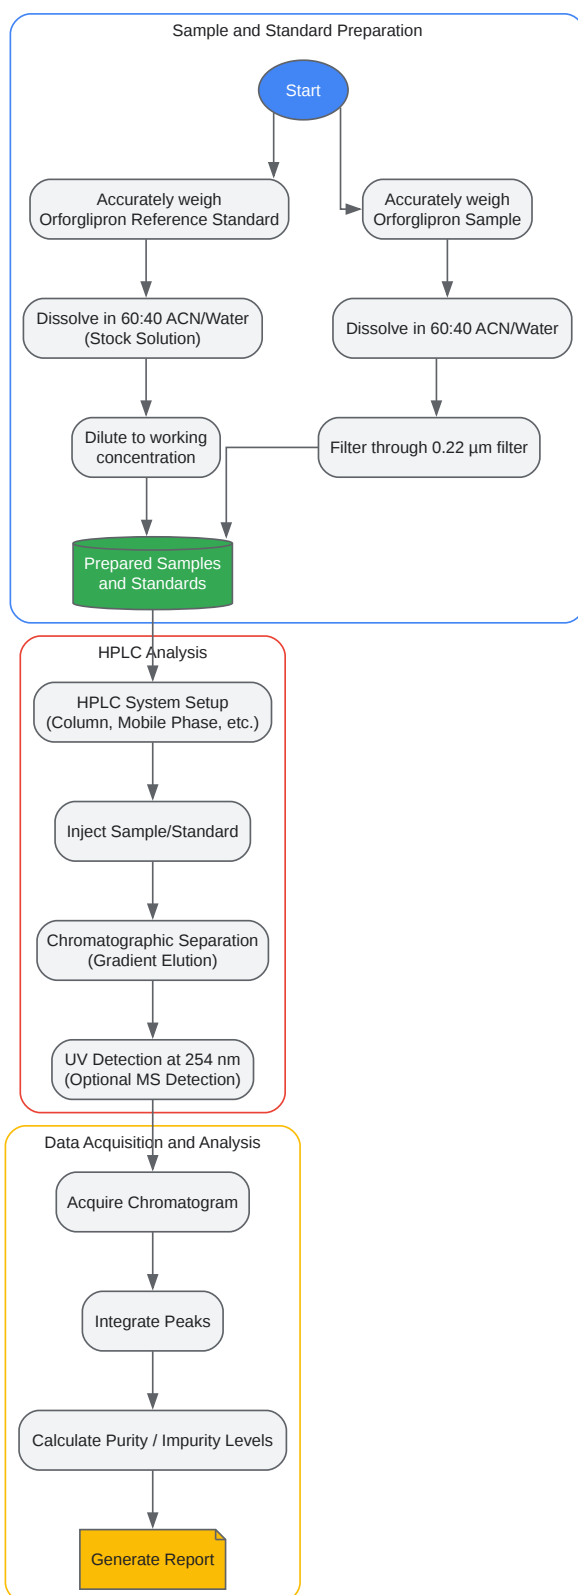 Sample and Standard Preparation
Start
Accurately weigh
Orforglipron Reference Standard
Accurately weigh
Orforglipron Sample
Dissolve in 60:40 ACN/Water
(Stock Solution)
Dissolve in 60:40 ACN/Water
Dilute to working
concentration
Filter through 0.22 µm filter
Prepared Samples
and Standards
HPLC Analysis
HPLC System Setup
(Column, Mobile Phase, etc.)
Inject Sample/Standard
Chromatographic Separation
(Gradient Elution)
UV Detection at 254 nm
(Optional MS Detection)
Data Acquisition and Analysis
Acquire Chromatogram
Integrate Peaks
Calculate Purity / Impurity Levels
Generate Report